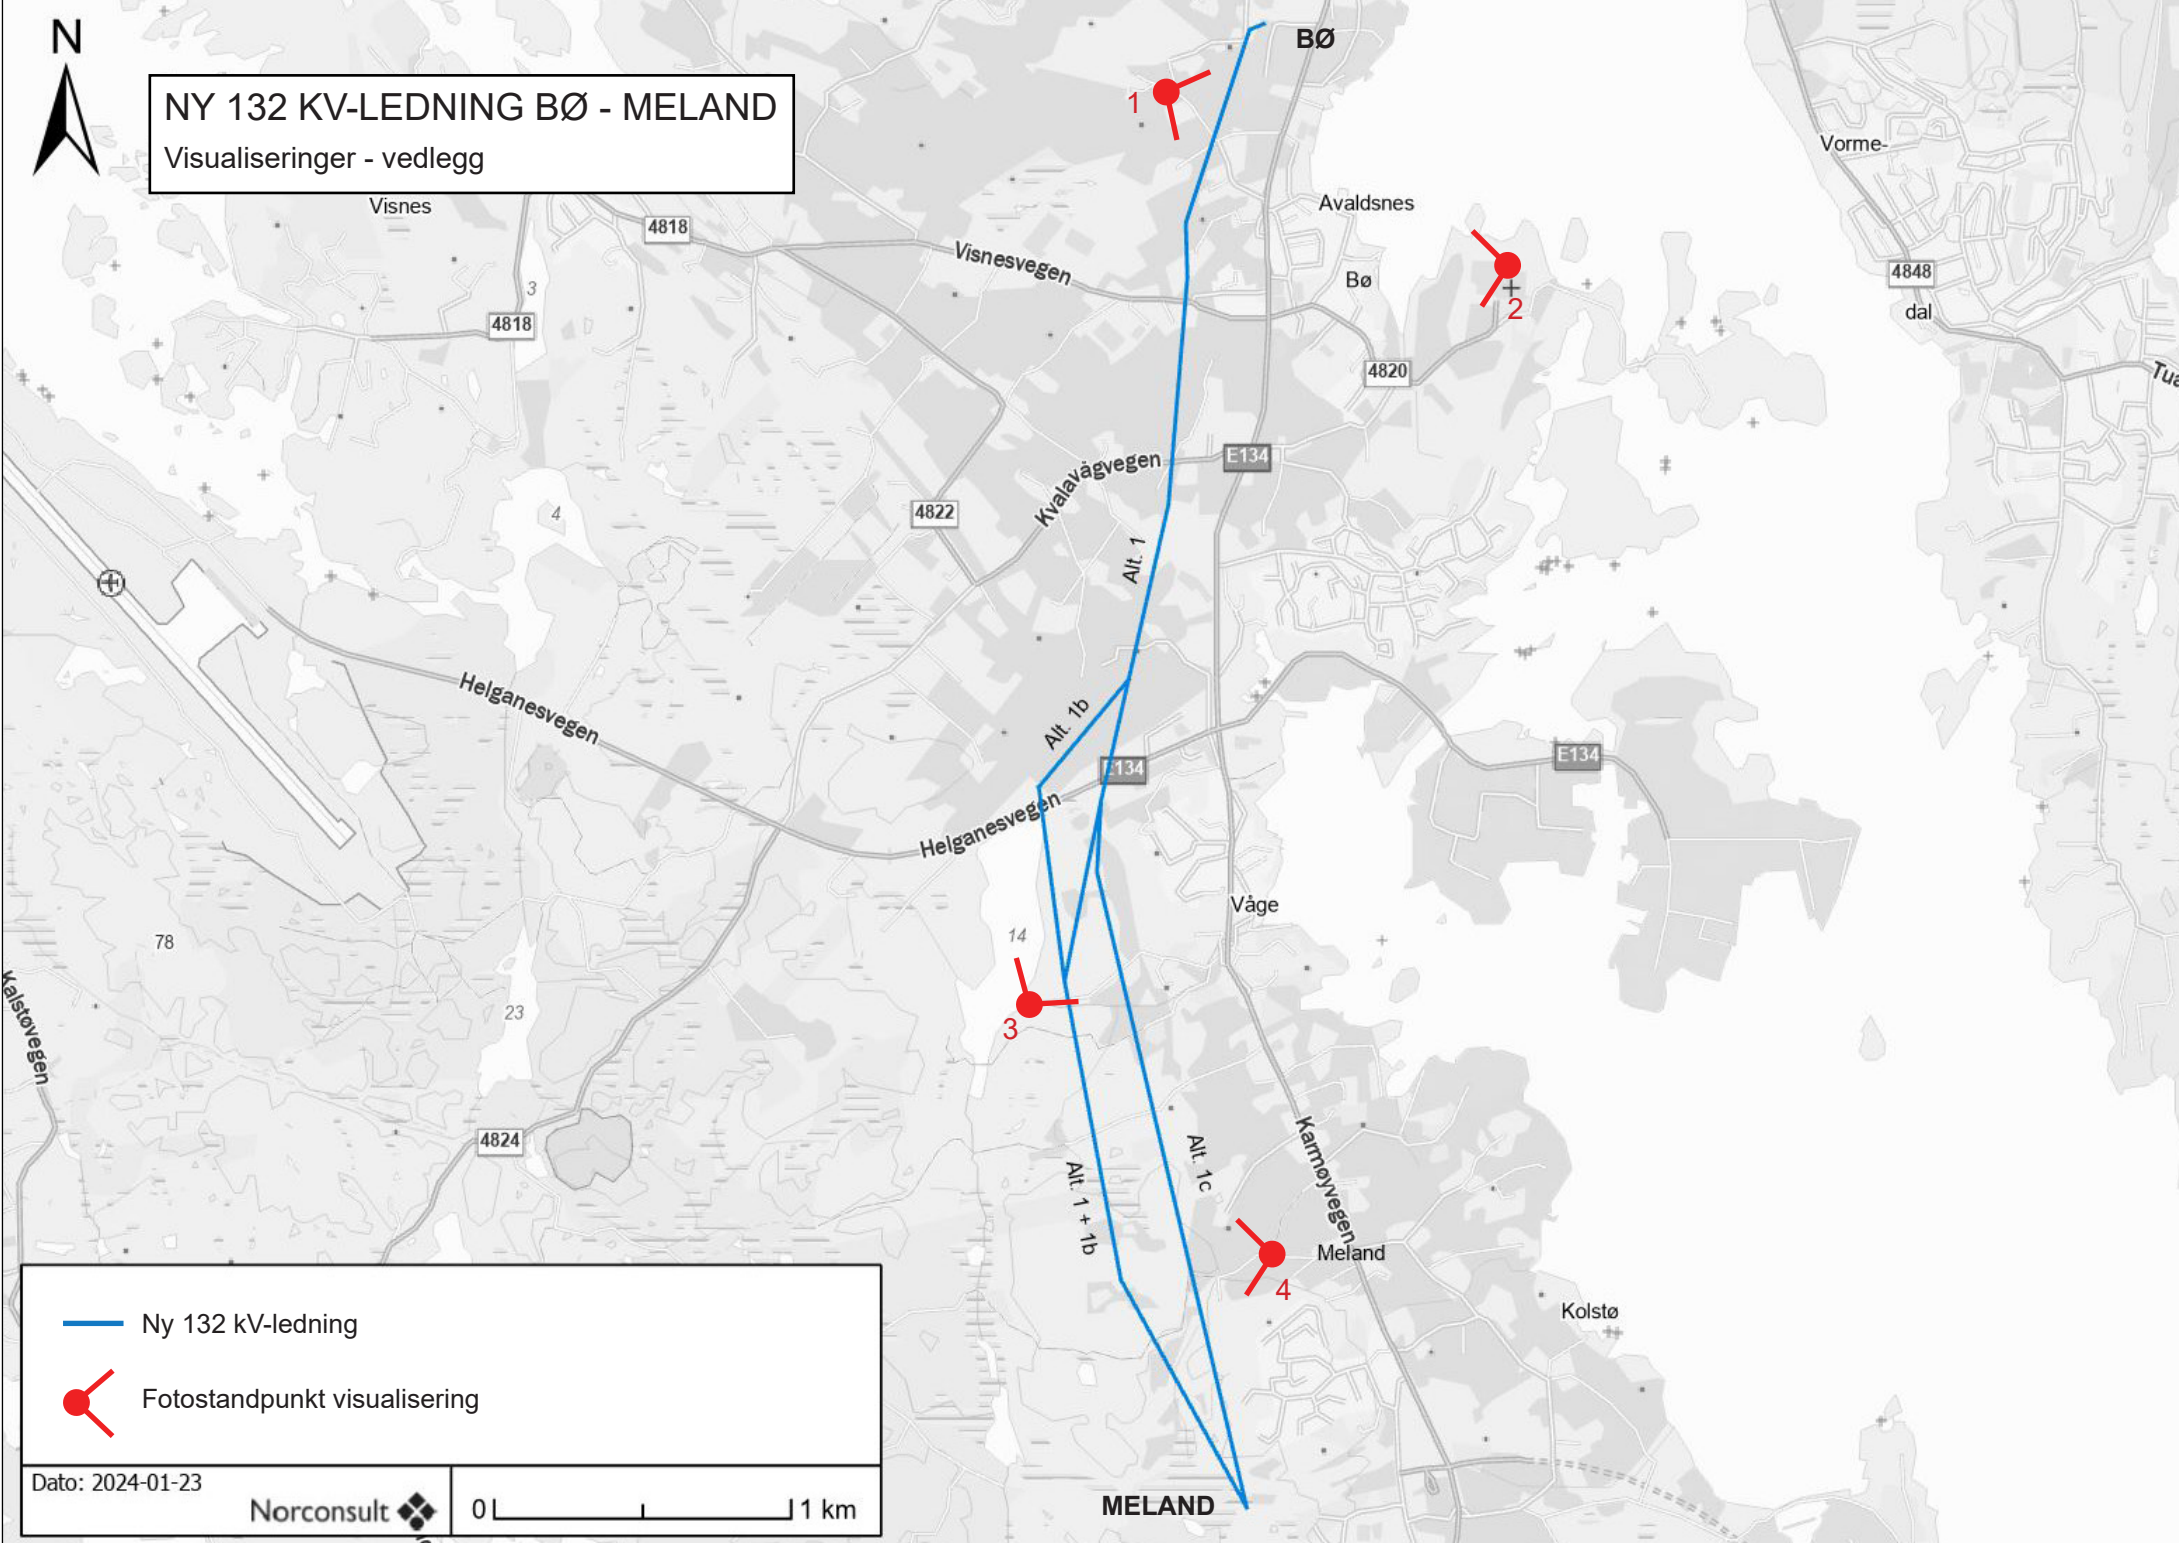 N
BØ
NY 132 KV-LEDNING BØ - MELAND
Visualiseringer - vedlegg
1
Vorme-
Visnes
Avaldsnes
4818
Visnesvegen
Bø
4848
3
2
dal
4818
4820
Tua
E134
Kvalavågvegen
4
4822
Alt. 1
Helganesvegen
Alt. 1b
E134
E134
Helganesvegen
Våge
14
78
23
3
Kalstøvegen
4824
Alt. 1c
Karmøyvegen
Alt. 1 + 1b
Meland
4
Kolstø
Ny 132 kV-ledning
Fotostandpunkt visualisering
Dato: 2024-01-23
Norconsult
0 1 km
MELAND